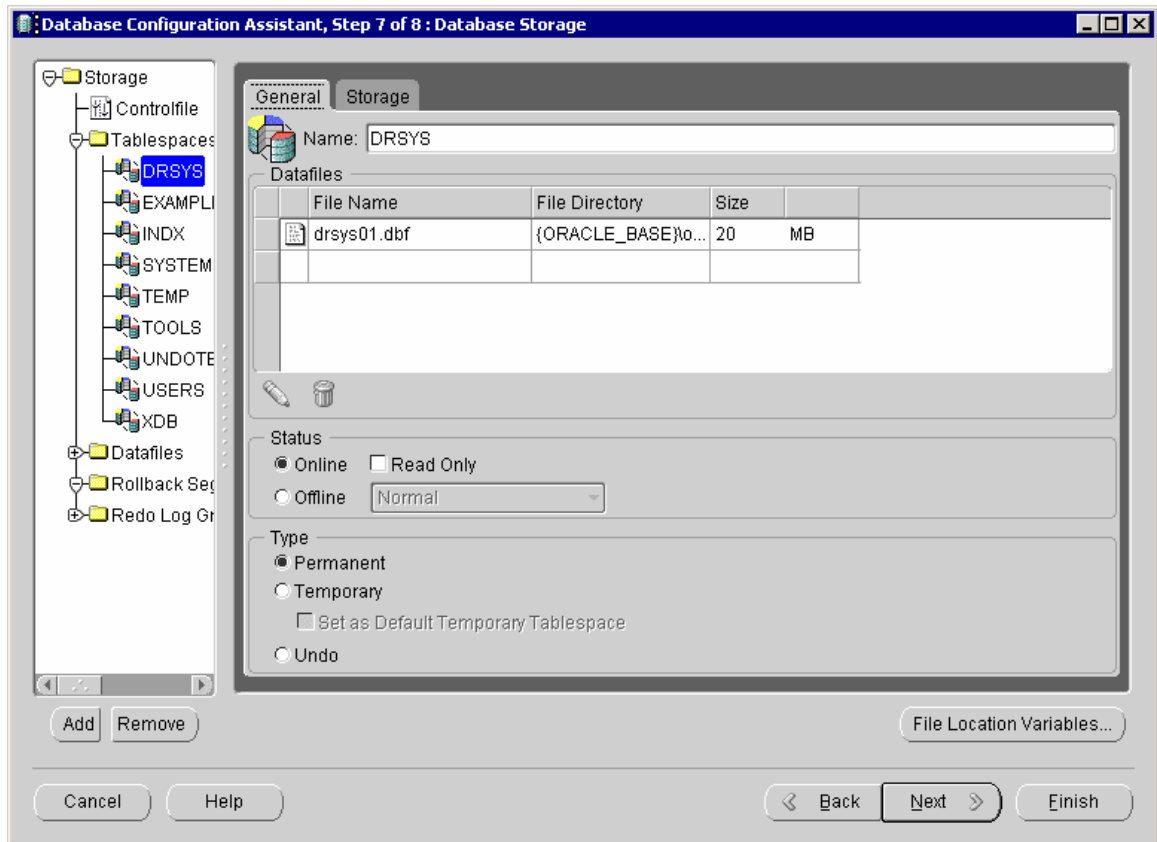 Database Configuration Assistant, Step 7 of 8 : Database Storage
Storage
Controlfile
Tablespaces
DRSYS
EXAMPL
INDX
SYSTEM
TEMP
TOOLS
UNDOTE
USERS
XDB
Datafiles
Rollback Seg
Redo Log Gr
Add Remove
General Storage
Name: DRSYS
Datafiles
File Name File Directory Size
drsys01.dbf {ORACLE_BASE}\o... 20 MB
Status
Online Read Only
Offline Normal
Type
Permanent
Temporary
Set as Default Temporary Tablespace
Undo
File Location Variables...
Cancel Help Back Next Finish